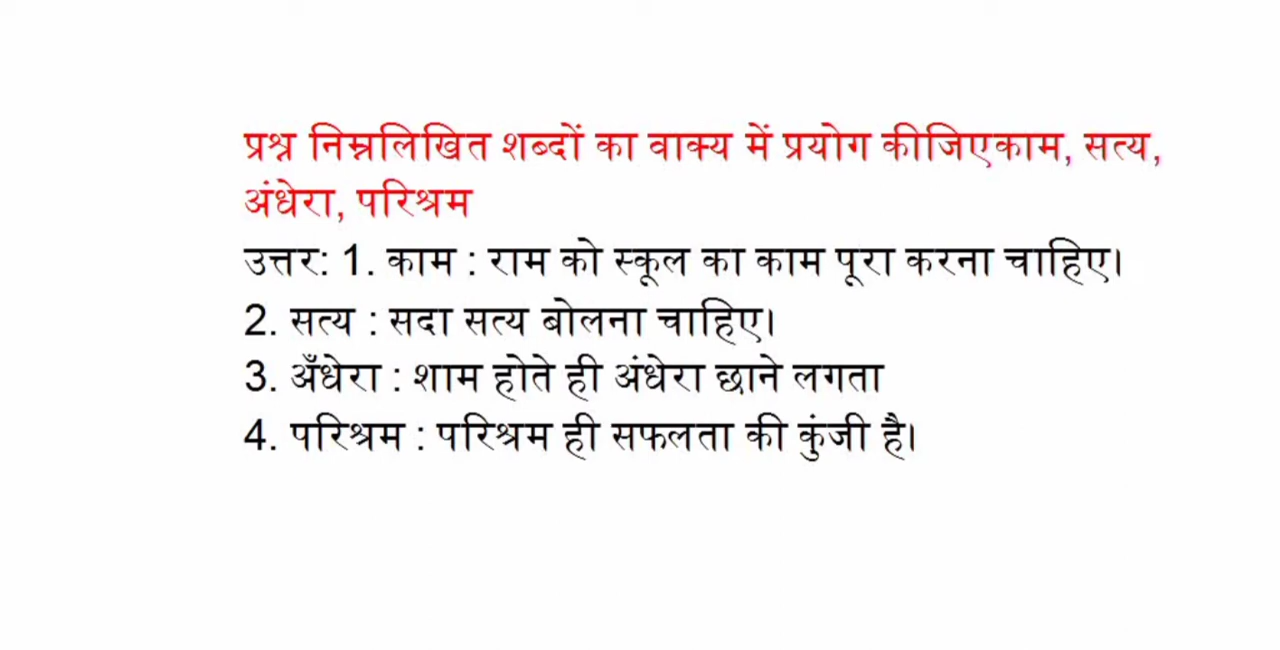 प्रश्न निम्नलिखित शब्दों का वाक्य में प्रयोग कीजिएकाम, सत्य,
अंधेरा, परिश्रम
उत्तर: 1. काम : राम को स्कूल का काम पूरा करना चाहिए।
2. सत्य : सदा सत्य बोलना चाहिए।
3. अँधेरा : शाम होते ही अंधेरा छाने लगता
4. परिश्रम : परिश्रम ही सफलता की कुंजी है।